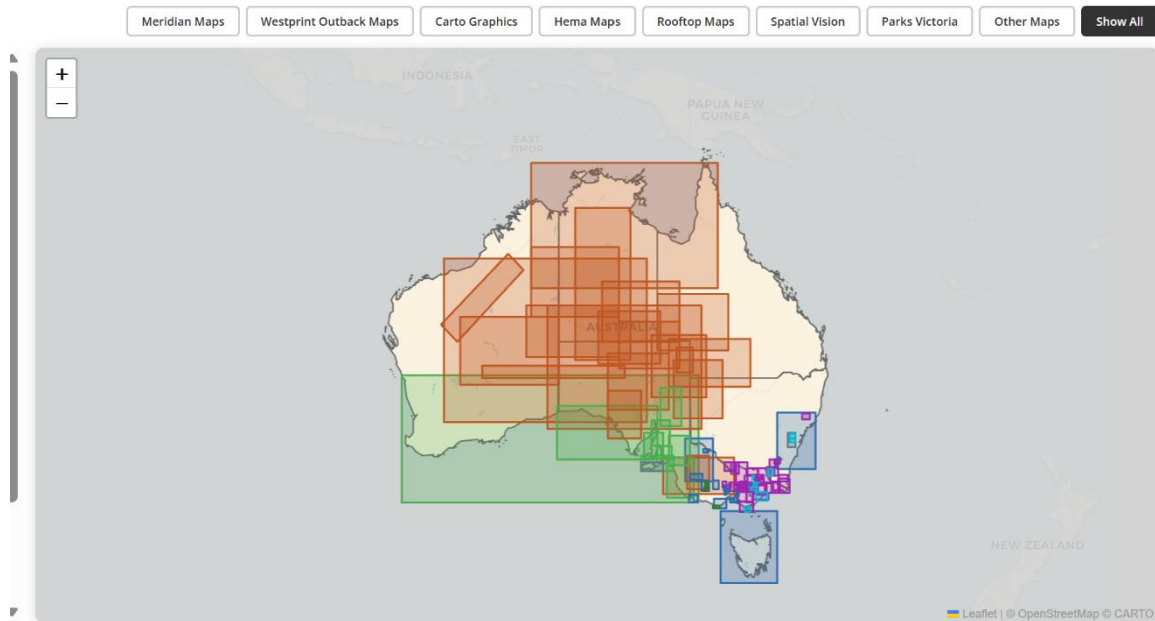 Meridian Maps Westprint Outback Maps Carto Graphics Hema Maps Rooftop Maps Spatial Vision Parks Victoria Other Maps Show All
+
−
INDONESIA
PAPUA NEW
GUINEA
EAST
TIMOR
AUSTRALIA
NEW ZEALAND
Leaflet | © OpenStreetMap © CARTO